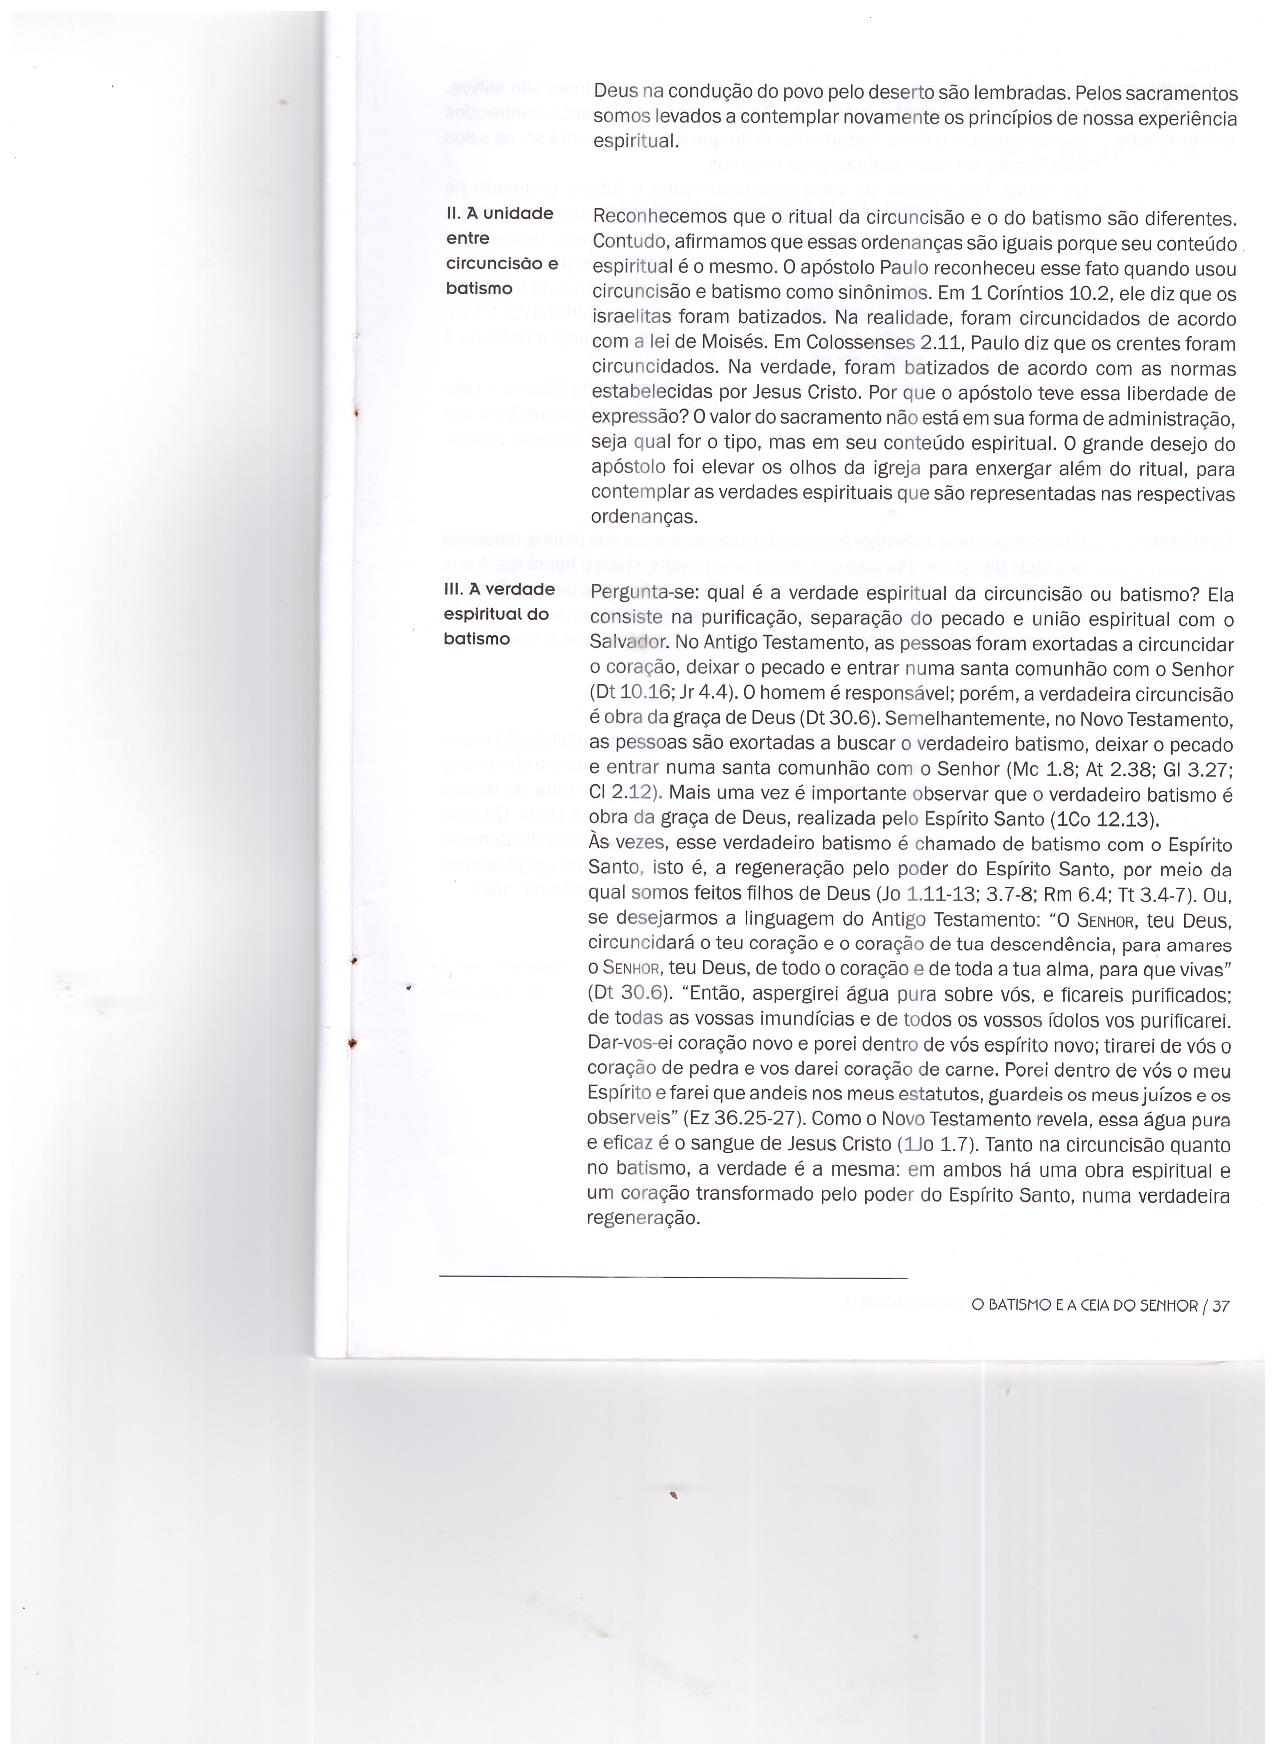 Deus na condução do povo pelo deserto são lembradas. Pelos sacramentos
somos levados a contemplar novamente os princípios de nossa experiência
espiritual.
II. A unidade
entre
circuncisão e
batismo
Reconhecemos que o ritual da circuncisão e o do batismo são diferentes.
Contudo, afirmamos que essas ordenanças são iguais porque seu conteúdo
espiritual é o mesmo. O apóstolo Paulo reconheceu esse fato quando usou
circuncisão e batismo como sinônimos. Em 1 Coríntios 10.2, ele diz que os
israelitas foram batizados. Na realidade, foram circuncidados de acordo
com a lei de Moisés. Em Colossenses 2.11, Paulo diz que os crentes foram
circuncidados. Na verdade, foram batizados de acordo com as normas
estabelecidas por Jesus Cristo. Por que o apóstolo teve essa liberdade de
expressão? O valor do sacramento não está em sua forma de administração,
seja qual for o tipo, mas em seu conteúdo espiritual. O grande desejo do
apóstolo foi elevar os olhos da igreja para enxergar além do ritual, para
contemplar as verdades espirituais que são representadas nas respectivas
ordenanças.
III. A verdade
espiritual do
batismo
Pergunta-se: qual é a verdade espiritual da circuncisão ou batismo? Ela
consiste na purificação, separação do pecado e união espiritual com o
Salvador. No Antigo Testamento, as pessoas foram exortadas a circuncidar
o coração, deixar o pecado e entrar numa santa comunhão com o Senhor
(Dt 10.16; Jr 4.4). O homem é responsável; porém, a verdadeira circuncisão
é obra da graça de Deus (Dt 30.6). Semelhantemente, no Novo Testamento,
as pessoas são exortadas a buscar o verdadeiro batismo, deixar o pecado
e entrar numa santa comunhão com o Senhor (Mc 1.8; At 2.38; Gl 3.27;
Cl 2.12). Mais uma vez é importante observar que o verdadeiro batismo é
obra da graça de Deus, realizada pelo Espírito Santo (1Co 12.13).
Às vezes, esse verdadeiro batismo é chamado de batismo com o Espírito
Santo, isto é, a regeneração pelo poder do Espírito Santo, por meio da
qual somos feitos filhos de Deus (Jo 1.11-13; 3.7-8; Rm 6.4; Tt 3.4-7). Ou,
se desejarmos a linguagem do Antigo Testamento: “O SENHOR, teu Deus,
circuncidará o teu coração e o coração de tua descendência, para amares
o SENHOR, teu Deus, de todo o coração e de toda a tua alma, para que vivas”
(Dt 30.6). “Então, aspergirei água pura sobre vós, e ficareis purificados;
de todas as vossas imundícias e de todos os vossos ídolos vos purificarei.
Dar-vos-ei coração novo e porei dentro de vós espírito novo; tirarei de vós o
coração de pedra e vos darei coração de carne. Porei dentro de vós o meu
Espírito e farei que andeis nos meus estatutos, guardeis os meus juízos e os
observeis” (Ez 36.25-27). Como o Novo Testamento revela, essa água pura
e eficaz é o sangue de Jesus Cristo (1Jo 1.7). Tanto na circuncisão quanto
no batismo, a verdade é a mesma: em ambos há uma obra espiritual e
um coração transformado pelo poder do Espírito Santo, numa verdadeira
regeneração.
O BATISMO E A CEIA DO SENHOR / 37